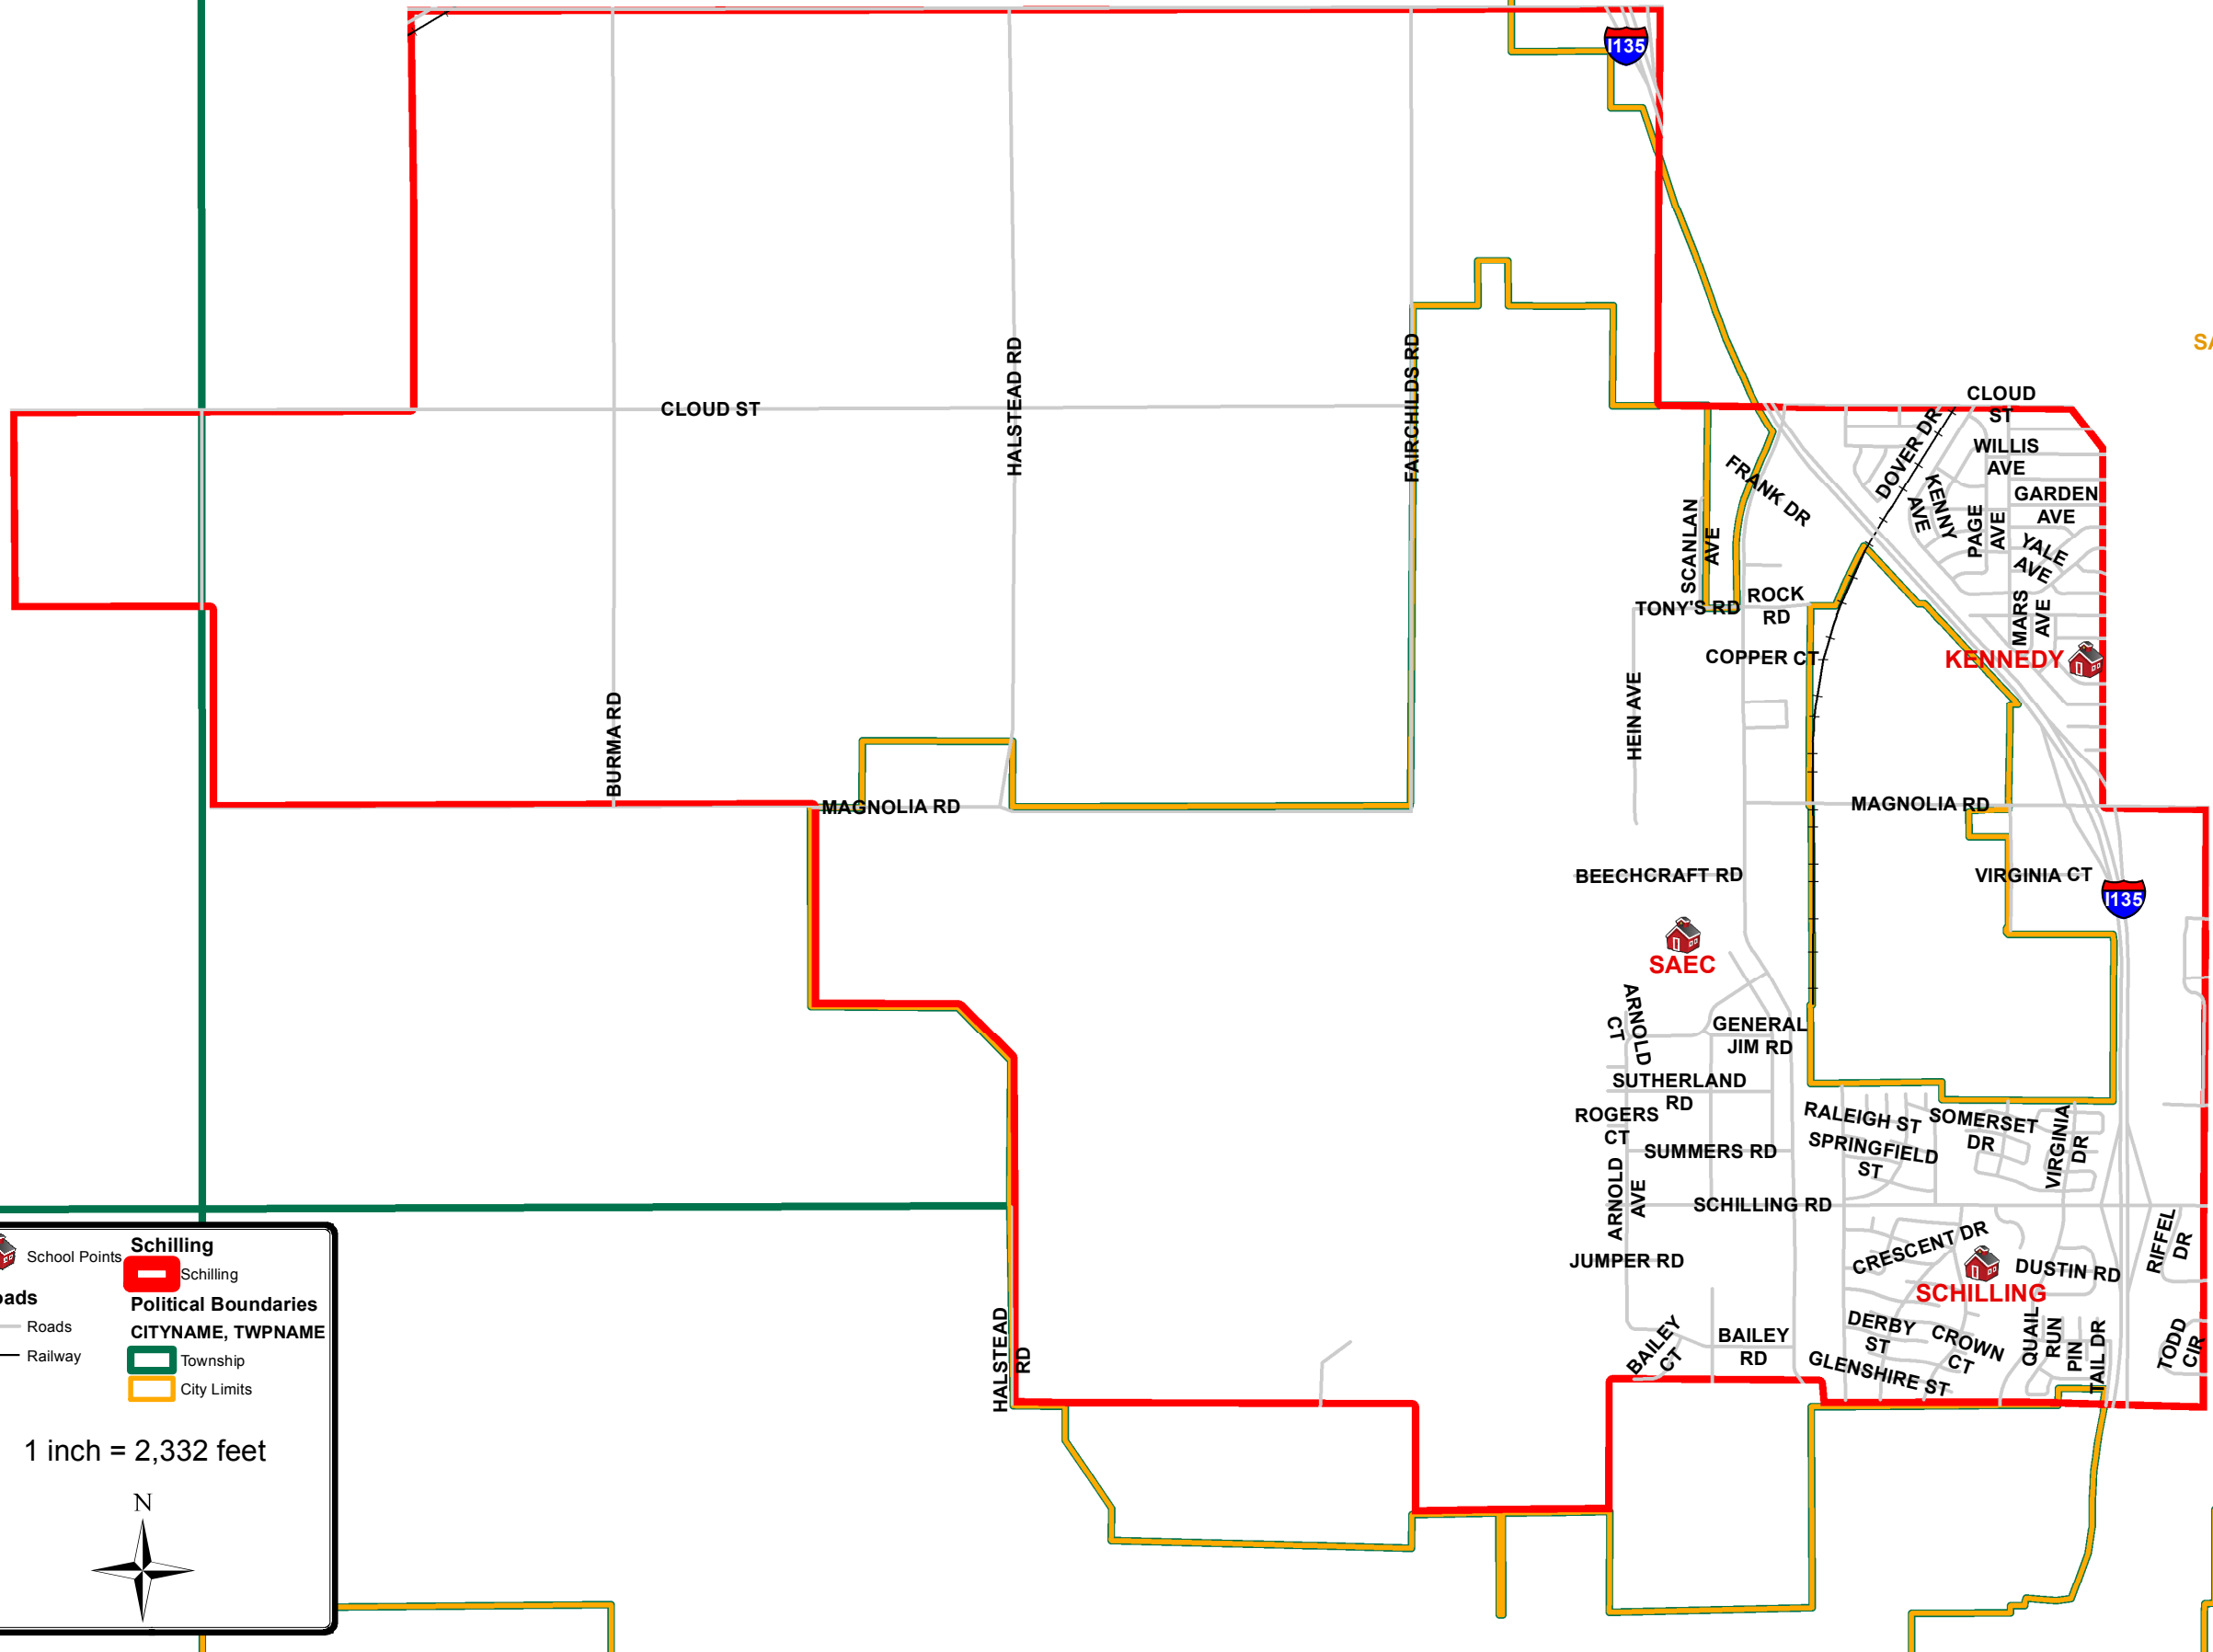 I135
SA
CLOUD ST
HALSTEAD RD
FAIRCHILDS RD
CLOUD
ST
DOVER DR
WILLIS
AVE
FRANK DR
KENNY
AVE
GARDEN
AVE
PAGE
AVE
YALE
AVE
SCANLAN
AVE
TONY'S RD
ROCK
RD
MARS
AVE
COPPER CT
KENNEDY
HEIN AVE
BURMA RD
MAGNOLIA RD
MAGNOLIA RD
BEECHCRAFT RD
VIRGINIA CT
I135
SAEC
ARNOLD
CT
GENERAL
JIM RD
SUTHERLAND
RD
ROGERS
CT
RALEIGH ST
SOMERSET
DR
VIRGINIA
DR
SPRINGFIELD
ST
SUMMERS RD
ARNOLD
AVE
SCHILLING RD
CRESCENT DR
RIFFEL
DR
JUMPER RD
DUSTIN RD
SCHILLING
HALSTEAD
RD
BAILEY
CT
BAILEY
RD
DERBY
ST
CROWN
CT
QUAIL
RUN
PIN
TAIL DR
TODD
CIR
GLENSHIRE ST
School Points
Schilling
Schilling
oads
Roads
Railway
Political Boundaries
CITYNAME, TWPNAME
Township
City Limits
1 inch = 2,332 feet
N